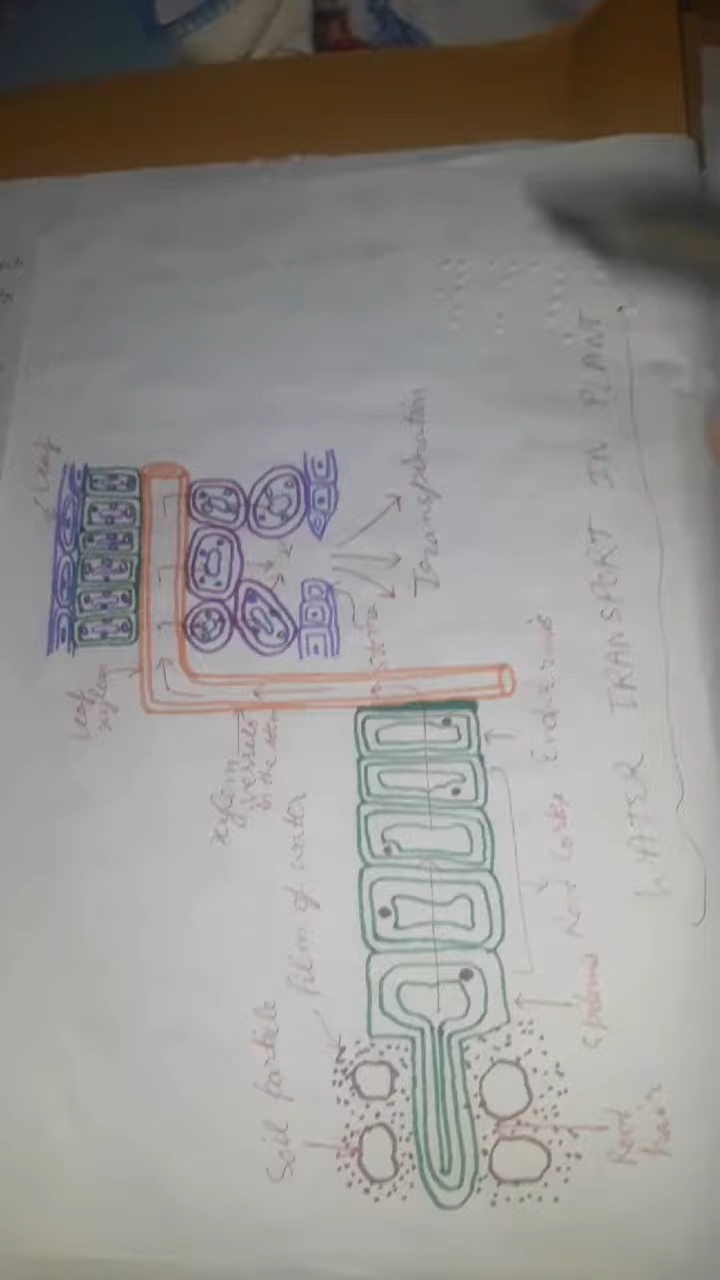 WATER TRANSPORT IN PLANT
Leaf
Leaf
xylem
Transpiration
Stoma
xylem
vessels
in the stem
Film of water
Soil particle
Endodermis
Root Cortex
Root
hair